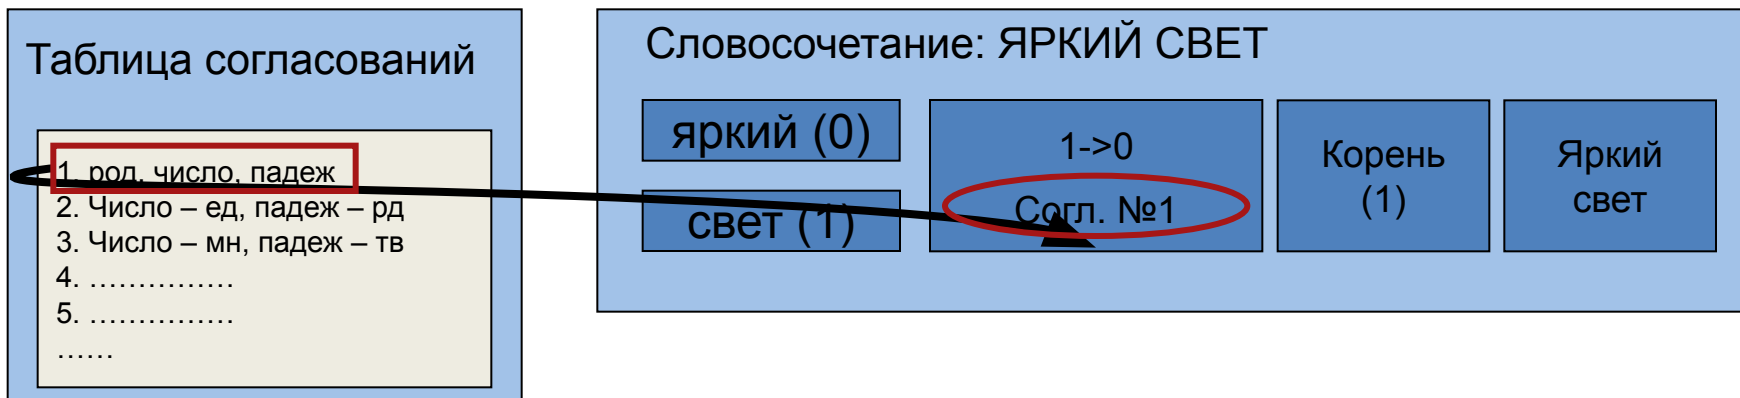 Таблица согласований
1. род, число, падеж
2. Число – ед, падеж – рд
3. Число – мн, падеж – тв
4. ……………
5. ……………
……
Словосочетание: ЯРКИЙ СВЕТ
яркий (0)
свет (1)
1->0
Согл. №1
Корень
(1)
Яркий
свет